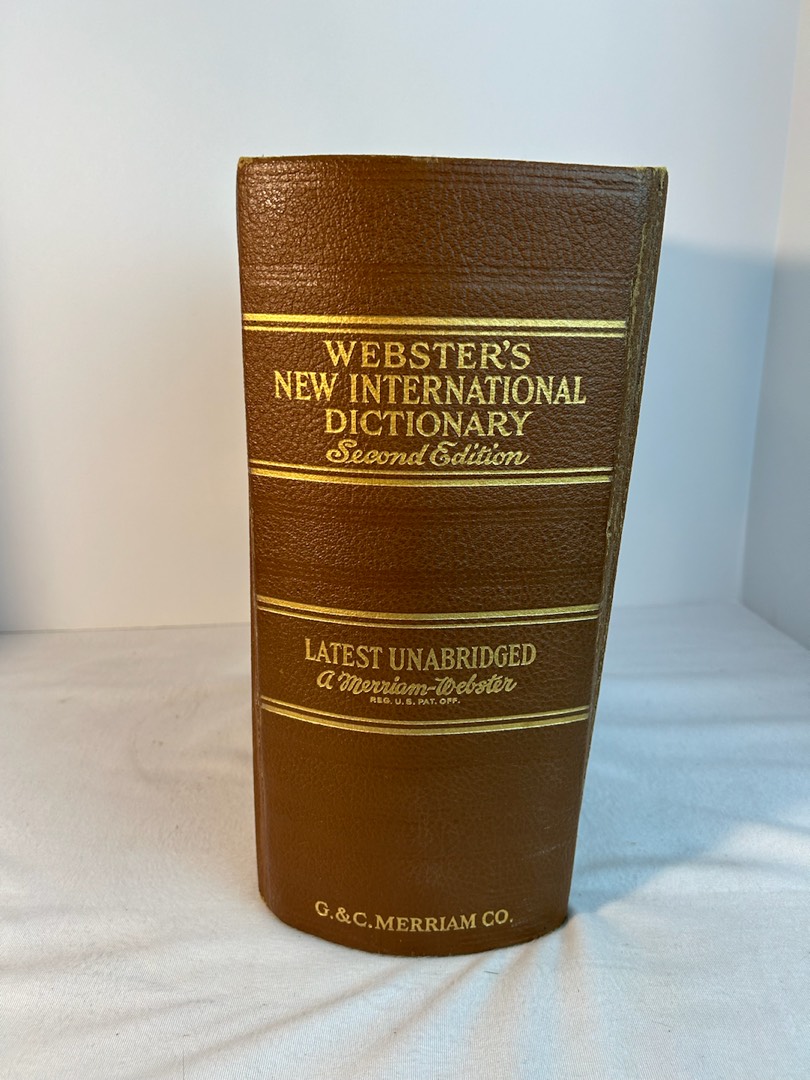 WEBSTER'S
NEW INTERNATIONAL
DICTIONARY
Second Edition
LATEST UNABRIDGED
A Merriam-Webster
REG. U. S. PAT. OFF.
G. & C. MERRIAM CO.